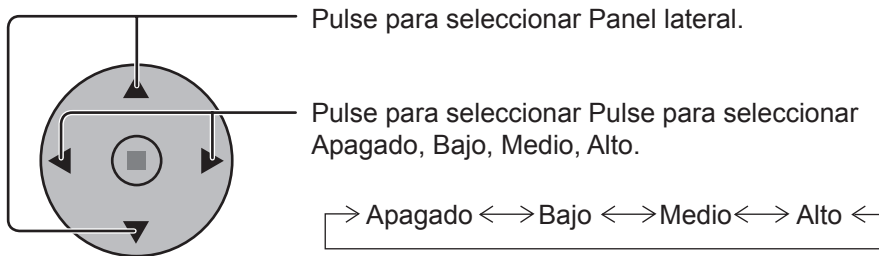 Pulse para seleccionar Panel lateral.
Pulse para seleccionar Pulse para seleccionar
Apagado, Bajo, Medio, Alto.
Apagado Bajo Medio Alto